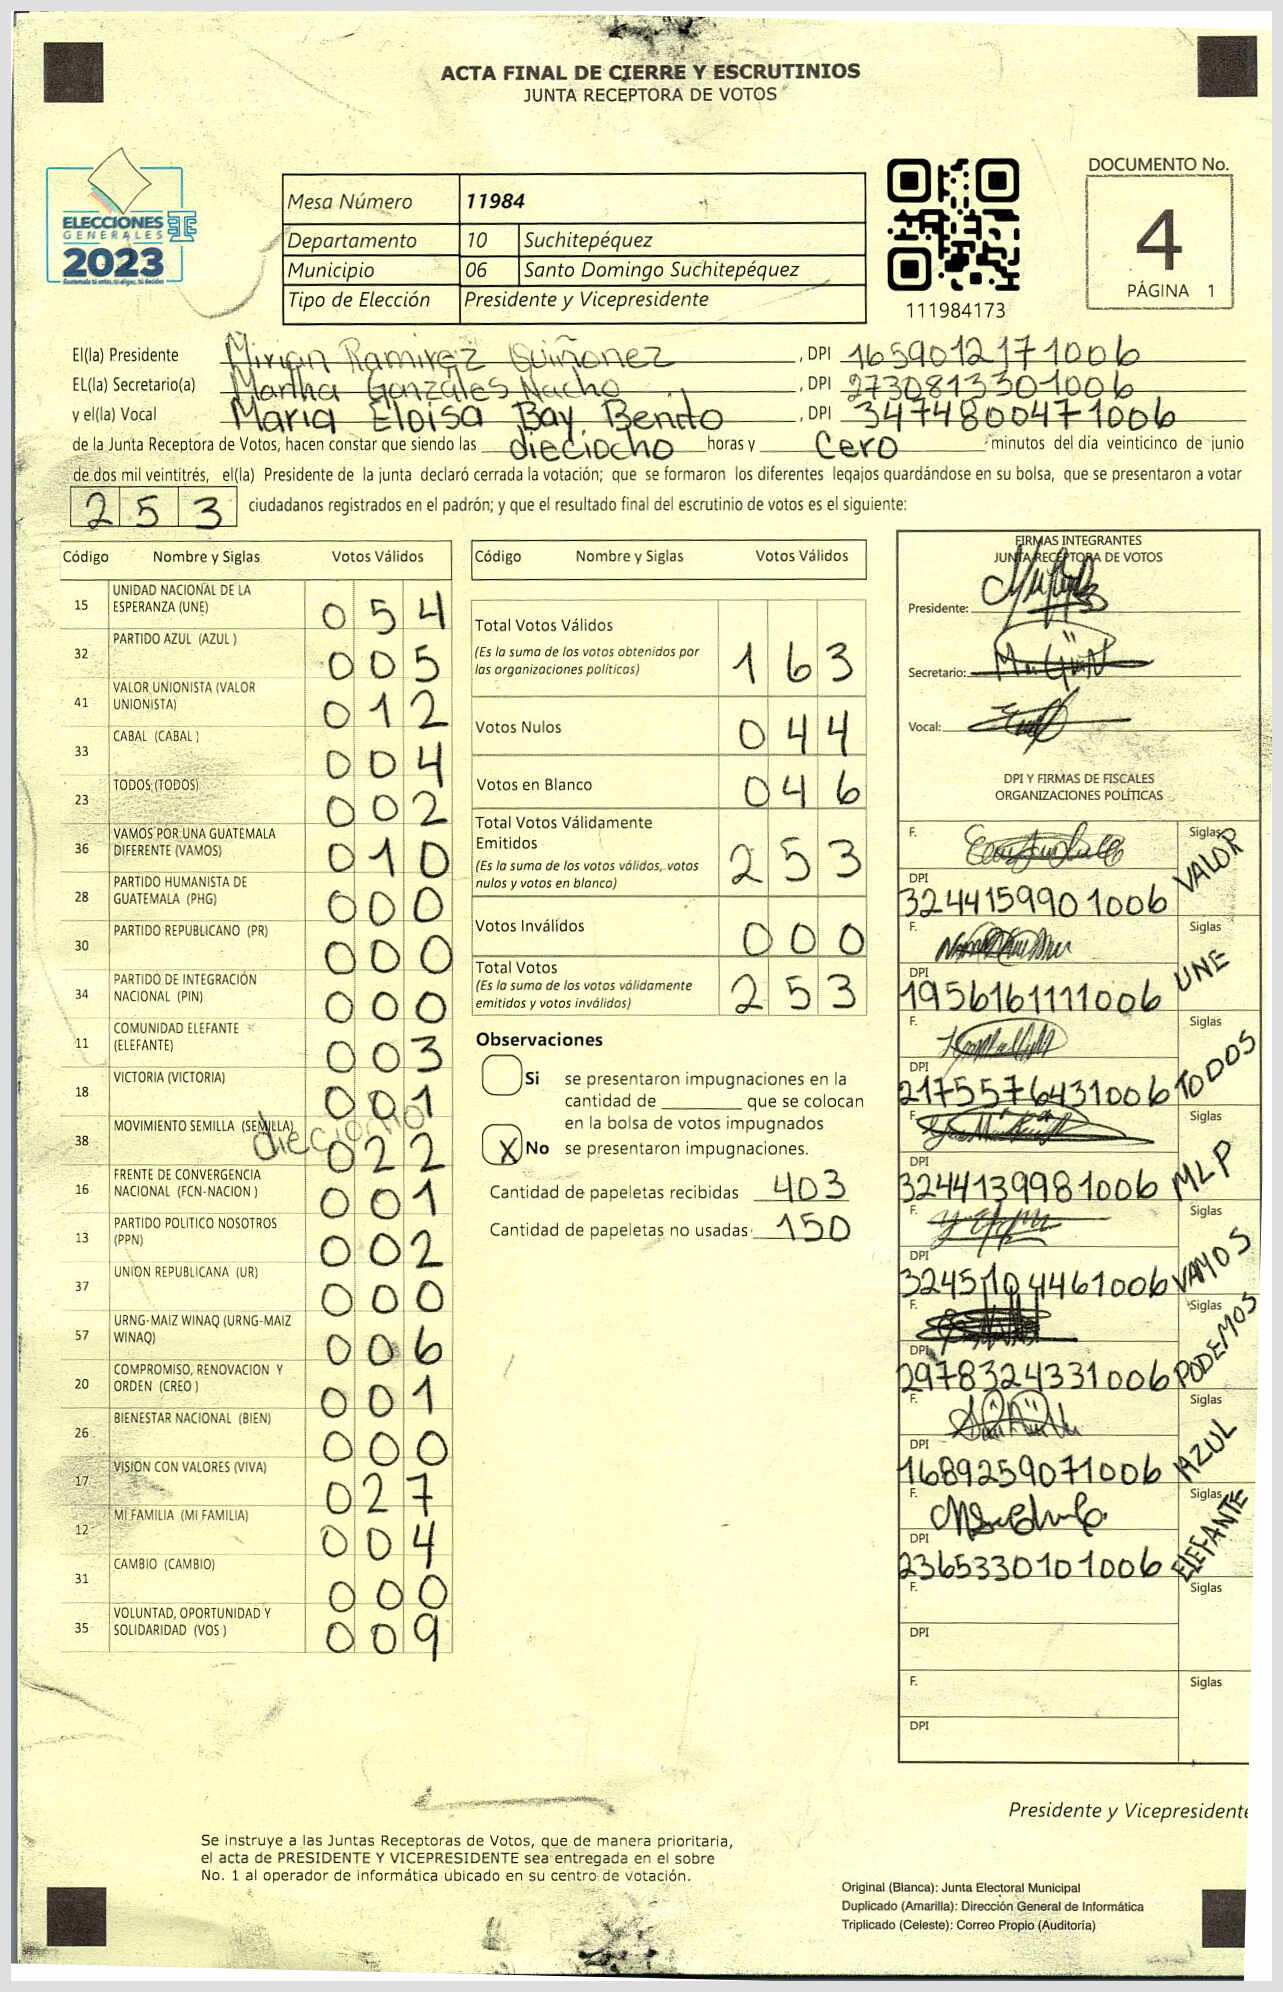 ACTA FINAL DE CIERRE Y ESCRUTINIOS
JUNTA RECEPTORA DE VOTOS
ELECCIONES
GENERALES
2023
Mesa Número 11984
Departamento 10 Suchitepéquez
Municipio 06 Santo Domingo Suchitepéquez
Tipo de Elección Presidente y Vicepresidente
111984173
DOCUMENTO No.
4
PÁGINA 1
El(la) Presidente Mirian Ramirez Quiñonez, DPI 1659012171006
EL(la) Secretario(a) Martha Gonzáles Nacho, DPI 2730813301006
y el(la) Vocal Maria Eloisa Bay Benito, DPI 3474800471006
de la Junta Receptora de Votos, hacen constar que siendo las dieciocho horas y Cero minutos del día veinticinco de junio
de dos mil veintitrés, el(la) Presidente de la junta declaró cerrada la votación; que se formaron los diferentes legajos guardándose en su bolsa, que se presentaron a votar
253 ciudadanos registrados en el padrón; y que el resultado final del escrutinio de votos es el siguiente:
Código Nombre y Siglas Votos Válidos
15 UNIDAD NACIONAL DE LA ESPERANZA (UNE) 054
32 PARTIDO AZUL (AZUL ) 005
41 VALOR UNIONISTA (VALOR UNIONISTA) 012
33 CABAL (CABAL ) 004
23 TODOS (TODOS) 002
36 VAMOS POR UNA GUATEMALA DIFERENTE (VAMOS) 010
28 PARTIDO HUMANISTA DE GUATEMALA (PHG) 000
30 PARTIDO REPUBLICANO (PR) 000
34 PARTIDO DE INTEGRACIÓN NACIONAL (PIN) 000
11 COMUNIDAD ELEFANTE (ELEFANTE) 003
18 VICTORIA (VICTORIA) 001
38 MOVIMIENTO SEMILLA (SEMILLA) 022
dieciocho
16 FRENTE DE CONVERGENCIA NACIONAL (FCN-NACION ) 001
13 PARTIDO POLITICO NOSOTROS (PPN) 002
37 UNION REPUBLICANA (UR) 000
57 URNG-MAIZ WINAQ (URNG-MAIZ WINAQ) 006
20 COMPROMISO, RENOVACION Y ORDEN (CREO ) 001
26 BIENESTAR NACIONAL (BIEN) 000
17 VISION CON VALORES (VIVA) 027
12 MI FAMILIA (MI FAMILIA) 004
31 CAMBIO (CAMBIO) 000
35 VOLUNTAD, OPORTUNIDAD Y SOLIDARIDAD (VOS ) 009
Código Nombre y Siglas Votos Válidos
Total Votos Válidos 163
(Es la suma de los votos obtenidos por
las organizaciones políticas)
Votos Nulos 044
Votos en Blanco 046
Total Votos Válidamente
Emitidos 253
(Es la suma de los votos válidos, votos
nulos y votos en blanco)
Votos Inválidos 000
Total Votos 253
(Es la suma de los votos válidamente
emitidos y votos inválidos)
Observaciones
Si se presentaron impugnaciones en la
cantidad de ________ que se colocan
en la bolsa de votos impugnados
X No se presentaron impugnaciones.
Cantidad de papeletas recibidas 403
Cantidad de papeletas no usadas 150
FIRMAS INTEGRANTES
JUNTA RECEPTORA DE VOTOS
Presidente:
Secretario:
Vocal:
DPI Y FIRMAS DE FISCALES
ORGANIZACIONES POLÍTICAS
F. Siglas VALOR
DPI 3244159901006
F. Siglas UNE
DPI 1956161111006
F. Siglas TODOS
DPI 2175576431006
F. Siglas MLP
DPI 3244139981006
F. Siglas VAMOS
DPI 3245104461006
F. Siglas PODEMOS
DPI 2978324331006
F. Siglas AZUL
DPI 1689259071006
F. Siglas ElEFANTE
DPI 2365330101006
F. Siglas
DPI
F. Siglas
DPI
Presidente y Vicepresidente
Se instruye a las Juntas Receptoras de Votos, que de manera prioritaria,
el acta de PRESIDENTE Y VICEPRESIDENTE sea entregada en el sobre
No. 1 al operador de informática ubicado en su centro de votación.
Original (Blanca): Junta Electoral Municipal
Duplicado (Amarilla): Dirección General de Informática
Triplicado (Celeste): Correo Propio (Auditoría)